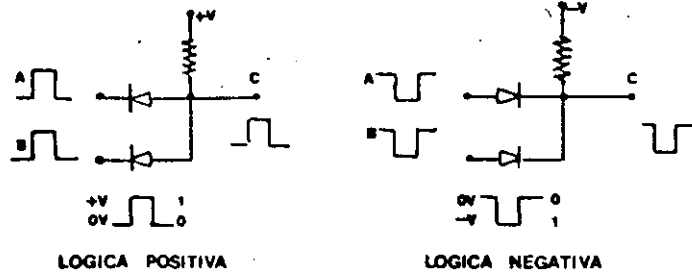 +V
-V
A
C
A
C
B
B
+V 1
0V 0
0V 0
-V 1
LOGICA POSITIVA
LOGICA NEGATIVA